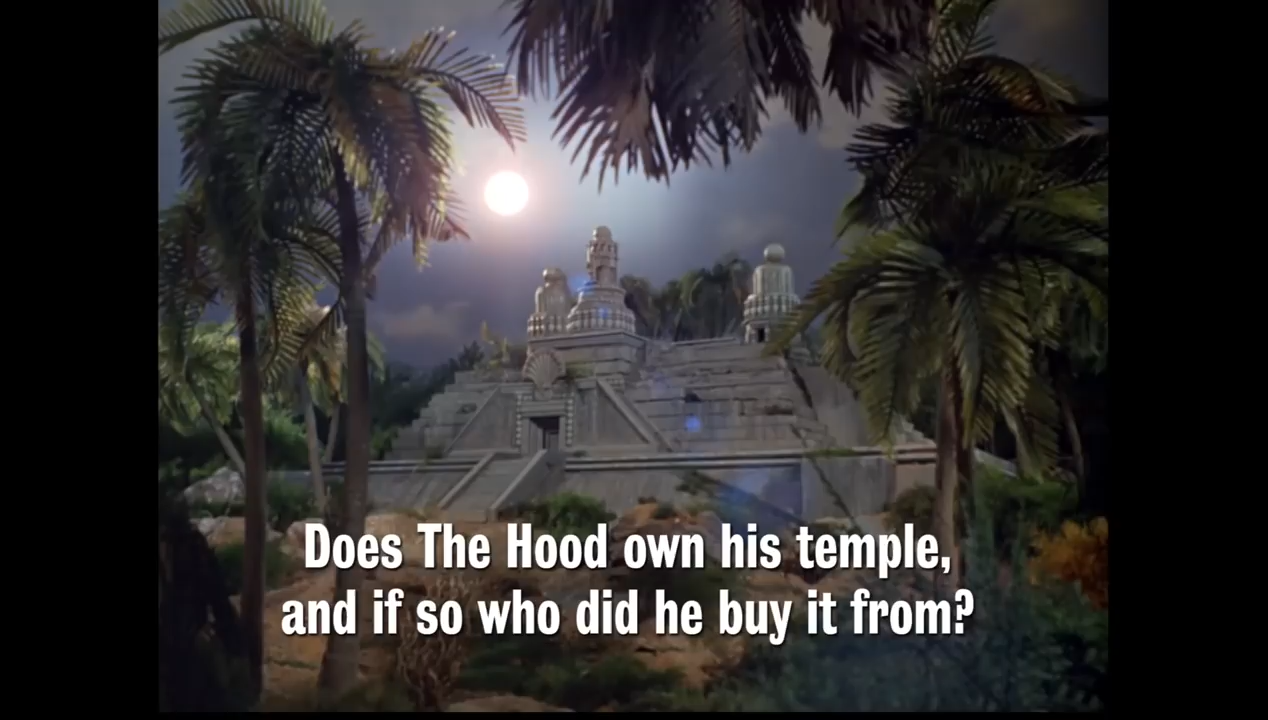 Does The Hood own his temple,
and if so who did he buy it from?